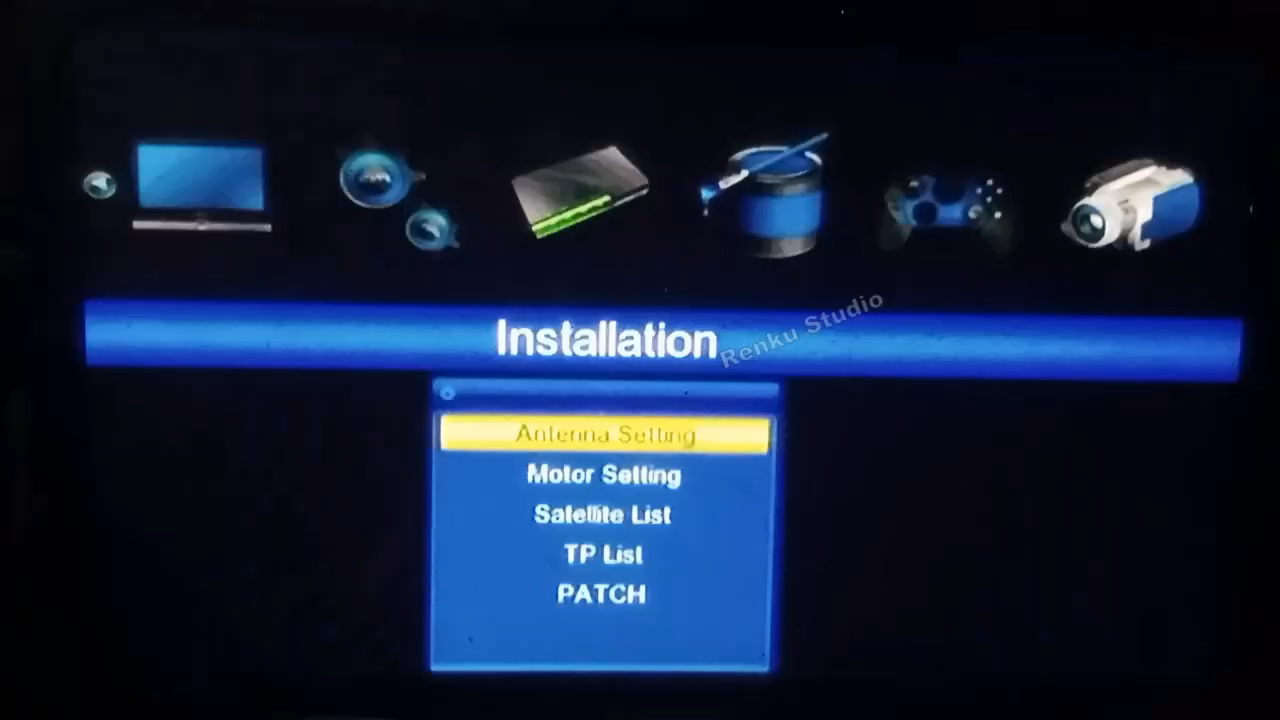 Installation
Renku Studio
Antenna Setting
Motor Setting
Satellite List
TP List
PATCH